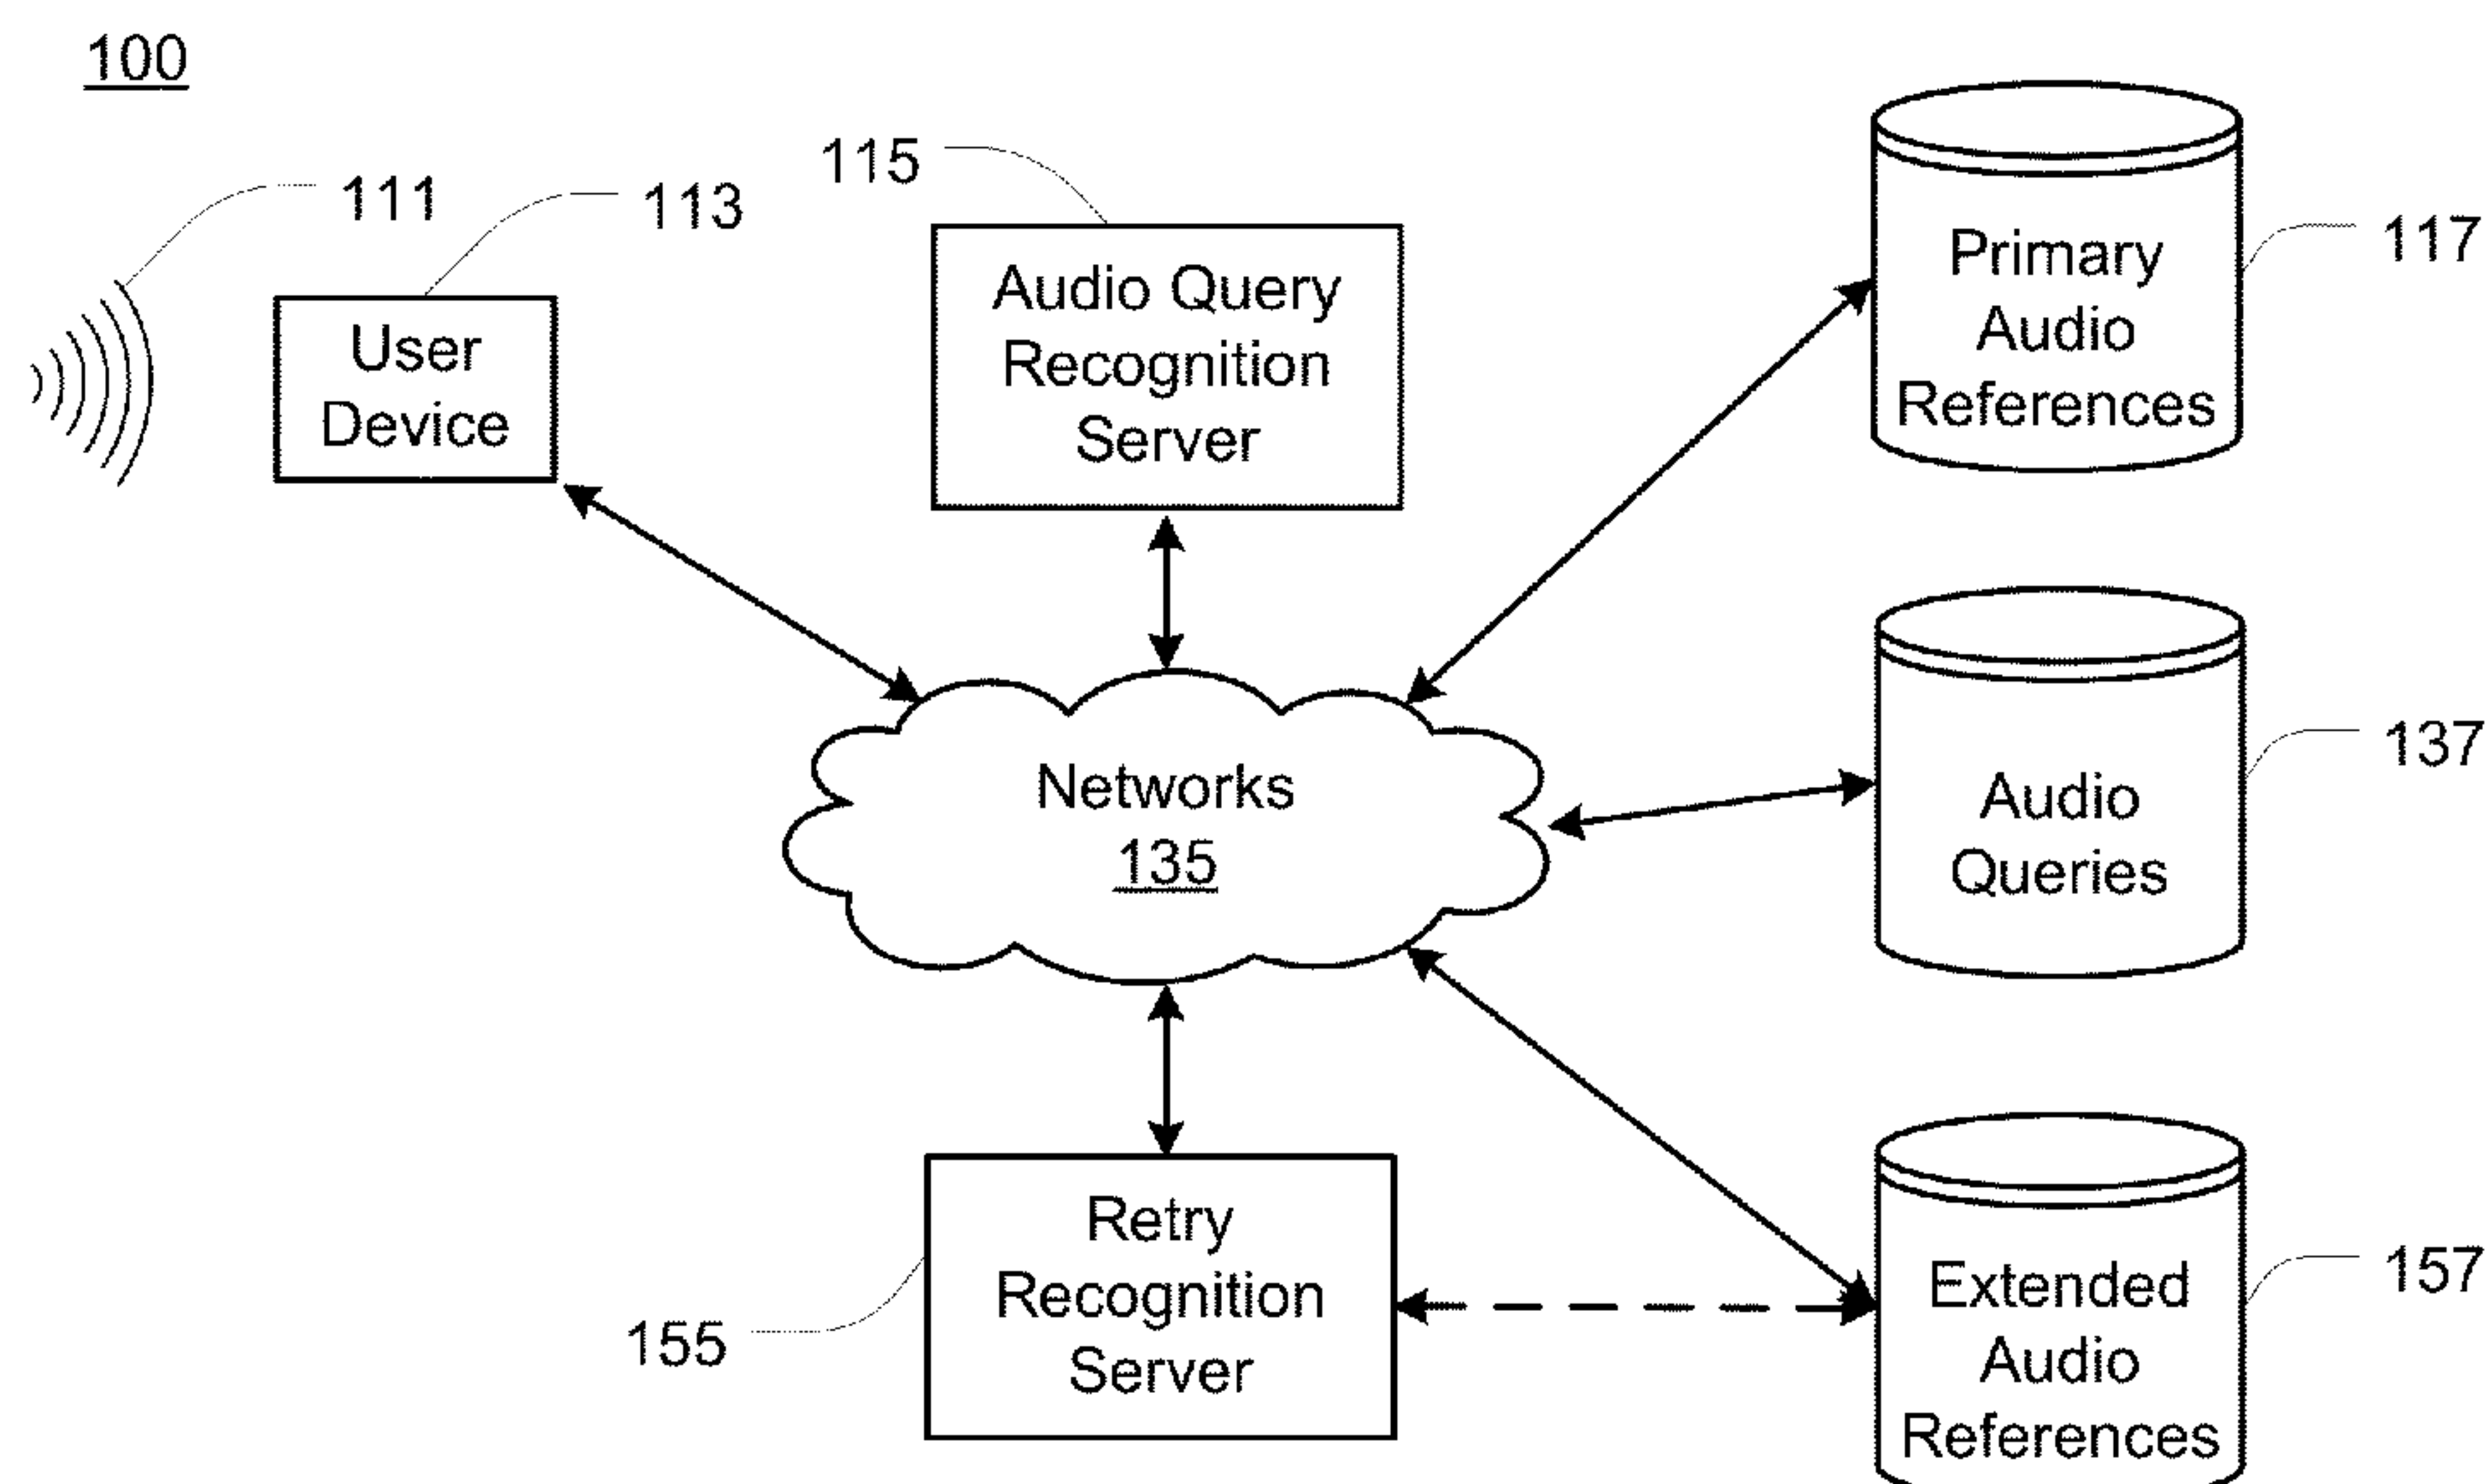 100
111
113
115
117
User
Device
Audio Query
Recognition
Server
Primary
Audio
References
Networks
135
137
Audio
Queries
155
Retry
Recognition
Server
157
Extended
Audio
References